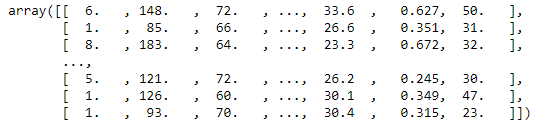 array([[  6.   , 148.   ,  72.   , ...,  33.6  ,   0.627,  50.   ],
       [  1.   ,  85.   ,  66.   , ...,  26.6  ,   0.351,  31.   ],
       [  8.   , 183.   ,  64.   , ...,  23.3  ,   0.672,  32.   ],
       ...,
       [  5.   , 121.   ,  72.   , ...,  26.2  ,   0.245,  30.   ],
       [  1.   , 126.   ,  60.   , ...,  30.1  ,   0.349,  47.   ],
       [  1.   ,  93.   ,  70.   , ...,  30.4  ,   0.315,  23.   ]])